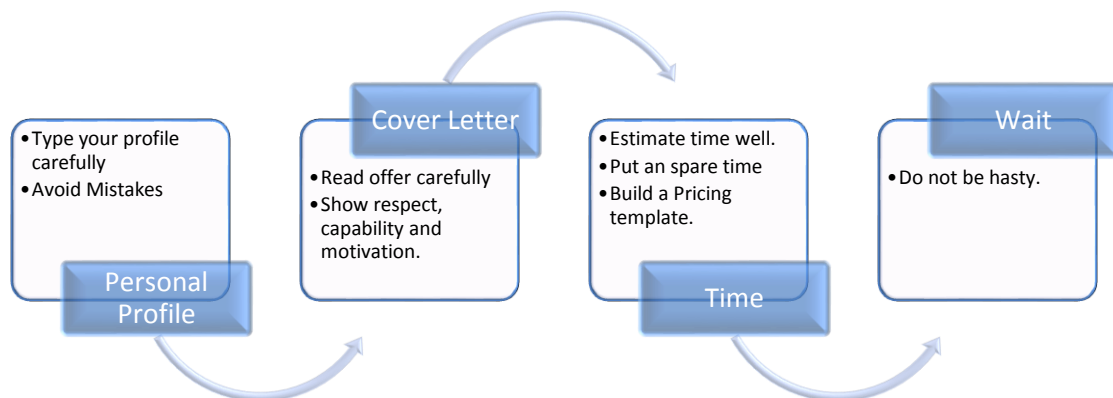 • Type your profile
carefully
• Avoid Mistakes
Personal
Profile
Cover Letter
• Read offer carefully
• Show respect,
capability and
motivation.
• Estimate time well.
• Put an spare time
• Build a Pricing
template.
Time
Wait
• Do not be hasty.